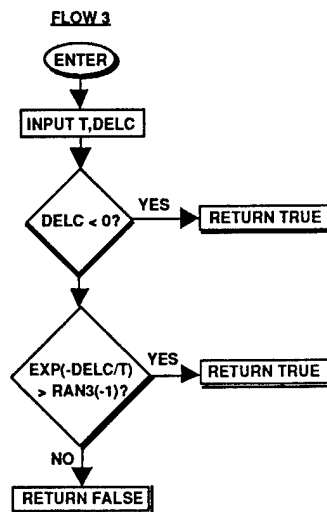 FLOW 3
ENTER
INPUT T,DELC
DELC < 0?
YES
RETURN TRUE
EXP(-DELC/T)
> RAN3(-1)?
YES
RETURN TRUE
NO
RETURN FALSE